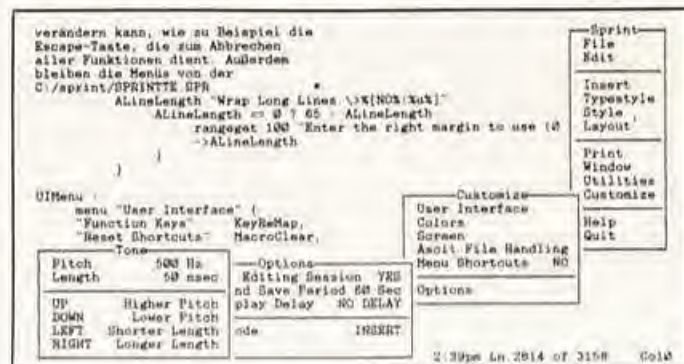 verändern kann, wie zu Beispiel die
Escape-Taste, die zum Abbrechen
aller Funktionen dient. Außerdem
bleiben die Menüs von der
C:/sprint/SPRINTTE.SPR *
ALineLength "Wrap Long Lines \>%[NO%:%u%]"
ALineLength => 0 ? 65 : ALineLength
rangeget 100 "Enter the right margin to use (0
->ALineLength
}
}
UIMenu :
menu "User Interface" {
"Function Keys" KeyReMap,
"Reset Shortcuts" MacroClear,
Sprint
File
Edit
Insert
Typestyle
Style
Layout
Print
Window
Utilities
Customize
Help
Quit
Customize
User Interface
Colors
Screen
Ascii File Handling
Menu Shortcuts NO
Options
Tone
Pitch 500 Hz
Length 50 msec
UP Higher Pitch
DOWN Lower Pitch
LEFT Shorter Length
RIGHT Longer Length
Options
Editing Session YES
nd Save Period 60 Sec
play Delay NO DELAY
ode INSERT
2:39pm Ln 2614 of 3158 Col0